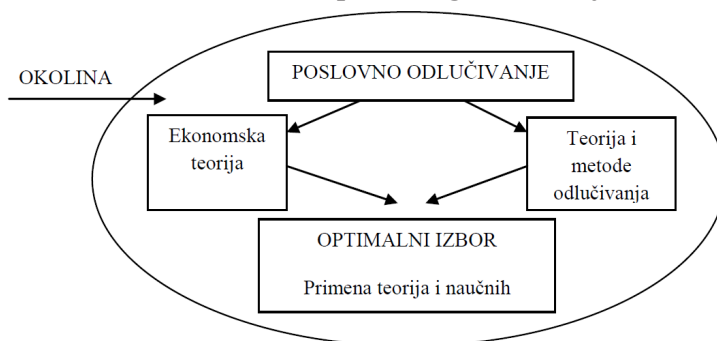 POSLOVNO ODLUČIVANJE
OKOLINA
Ekonomska
teorija
Teorija i
metode
odlučivanja
OPTIMALNI IZBOR
Primena teorija i naučnih